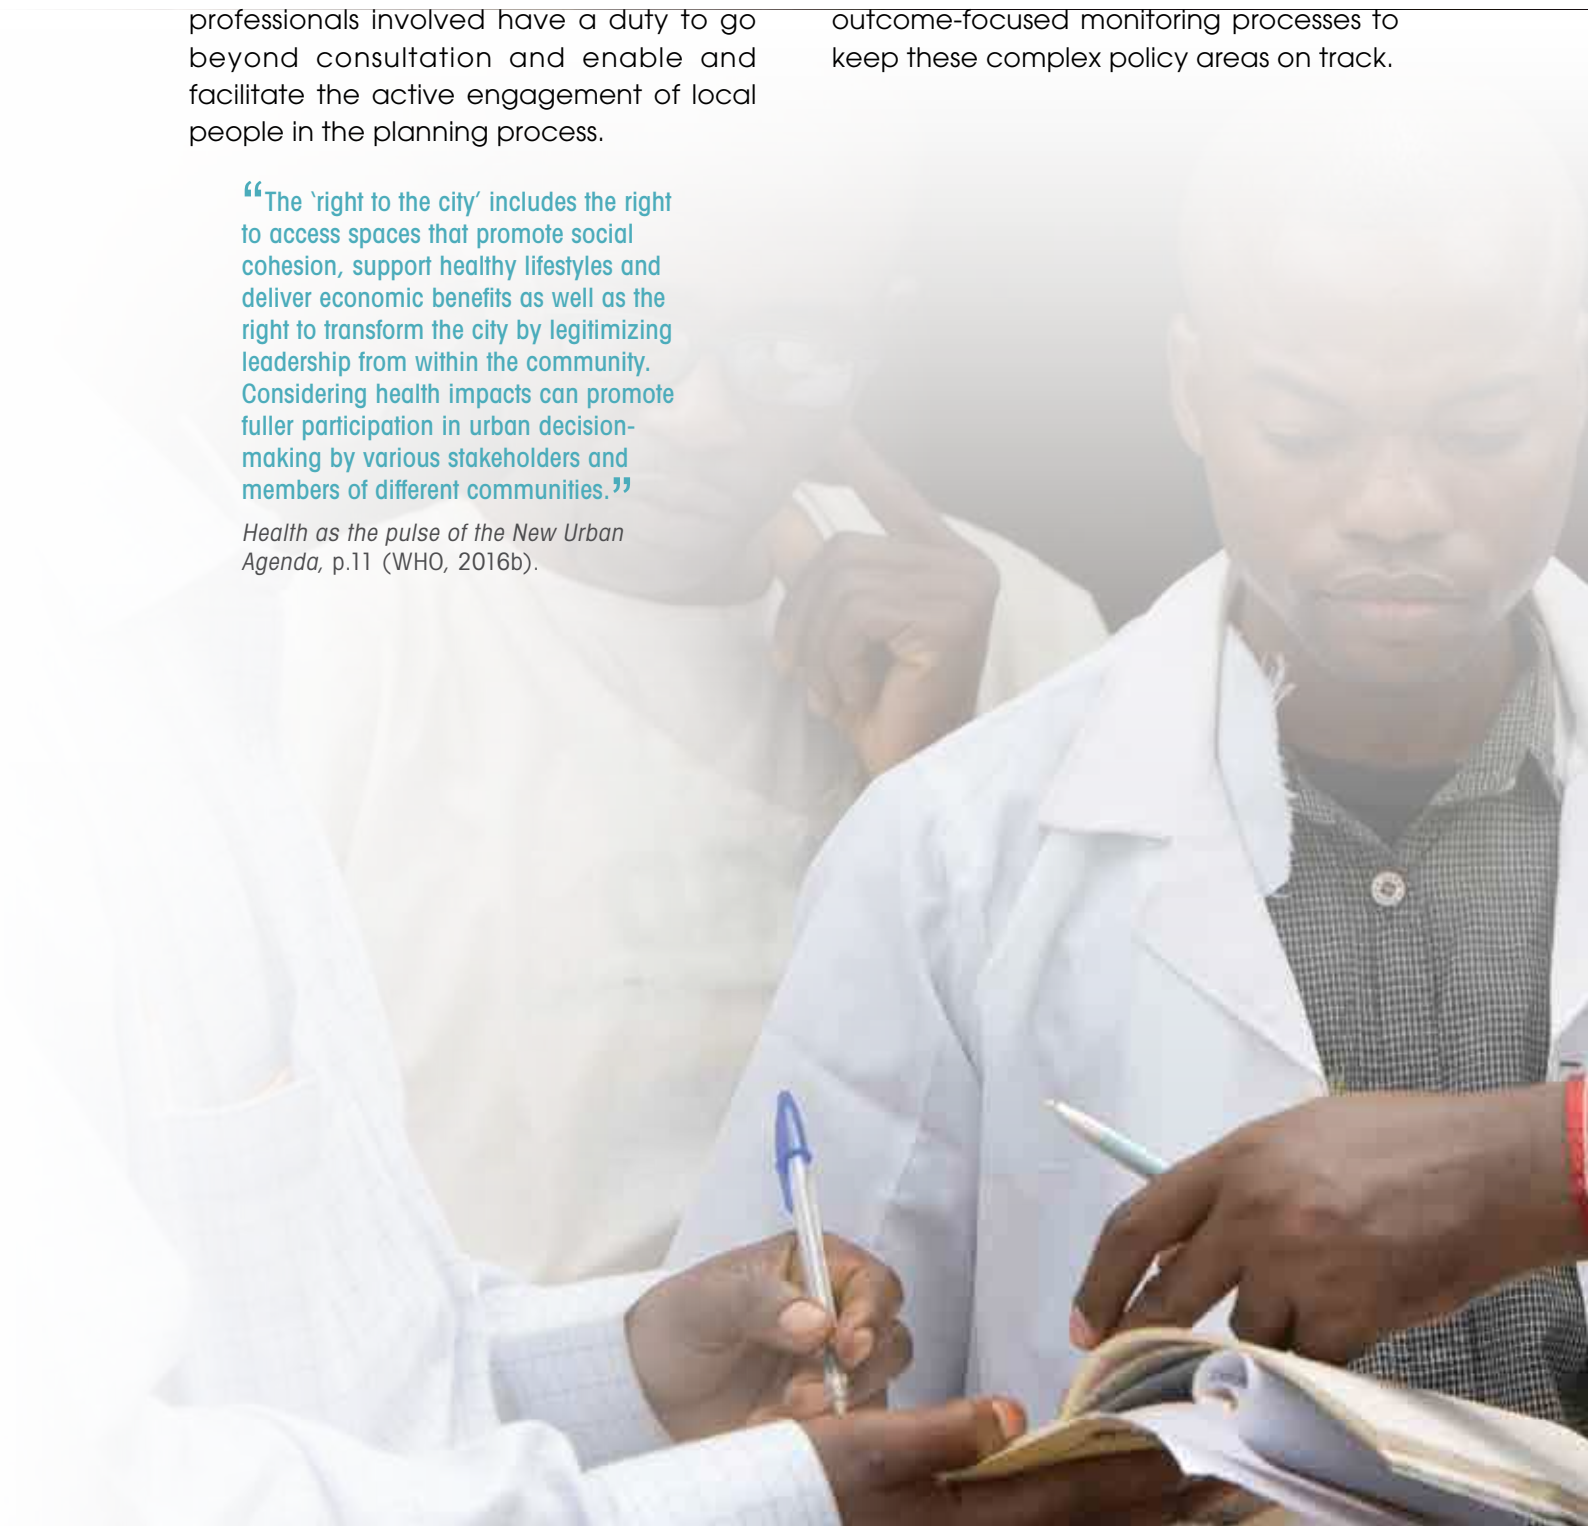 professionals involved have a duty to go
beyond consultation and enable and
facilitate the active engagement of local
people in the planning process.
“The ‘right to the city’ includes the right
to access spaces that promote social
cohesion, support healthy lifestyles and
deliver economic benefits as well as the
right to transform the city by legitimizing
leadership from within the community.
Considering health impacts can promote
fuller participation in urban decision-
making by various stakeholders and
members of different communities.”
Health as the pulse of the New Urban
Agenda, p.11 (WHO, 2016b).
outcome-focused monitoring processes to
keep these complex policy areas on track.